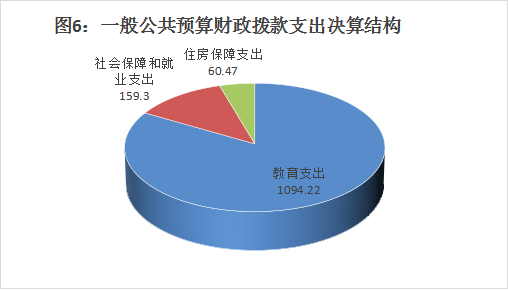 图6：一般公共预算财政拨款支出决算结构
住房保障支出
60.47
社会保障和就
业支出
159.3
教育支出
1094.22